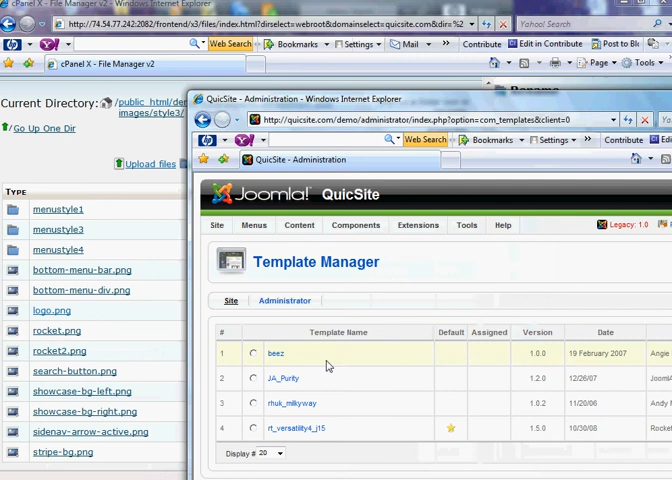 cPanel X - File Manager v2 - Windows Internet Explorer
http://74.54.77.242:2082/frontend/x3/files/index.html?dirselect=webroot&domainselect=quicsite.com&dir=%2
Yahoo! Search
Web Search Bookmarks Settings Mail Contribute Edit in Contribute Post to Bl
cPanel X - File Manager v2
Page Tools
Rename
Current Directory: /public_html/de
images/style3/
Go Up One Dir
Upload files
TYPE
menustyle1
menustyle3
menustyle4
bottom-menu-bar.png
bottom-menu-div.png
logo.png
rocket.png
rocket2.png
search-button.png
showcase-bg-left.png
showcase-bg-right.png
sidenav-arrow-active.png
stripe-bg.png
QuicSite - Administration - Windows Internet Explorer
http://quicsite.com/demo/administrator/index.php?option=com_templates&client=0
Web Search Bookmarks Settings Contribute Edi
QuicSite - Administration
Joomla! QuicSite
Site Menus Content Components Extensions Tools Help Legacy: 1.0
Template Manager
Site Administrator
# Template Name Default Assigned Version Date
1 beez 1.0.0 19 February 2007 Angie
2 JA_Purity 1.2.0 12/26/07 JoomlA
3 rhuk_milkyway 1.0.2 11/20/06 Andy
4 rt_versatility4_j15 1.5.0 10/30/08 Rocket
Display # 20